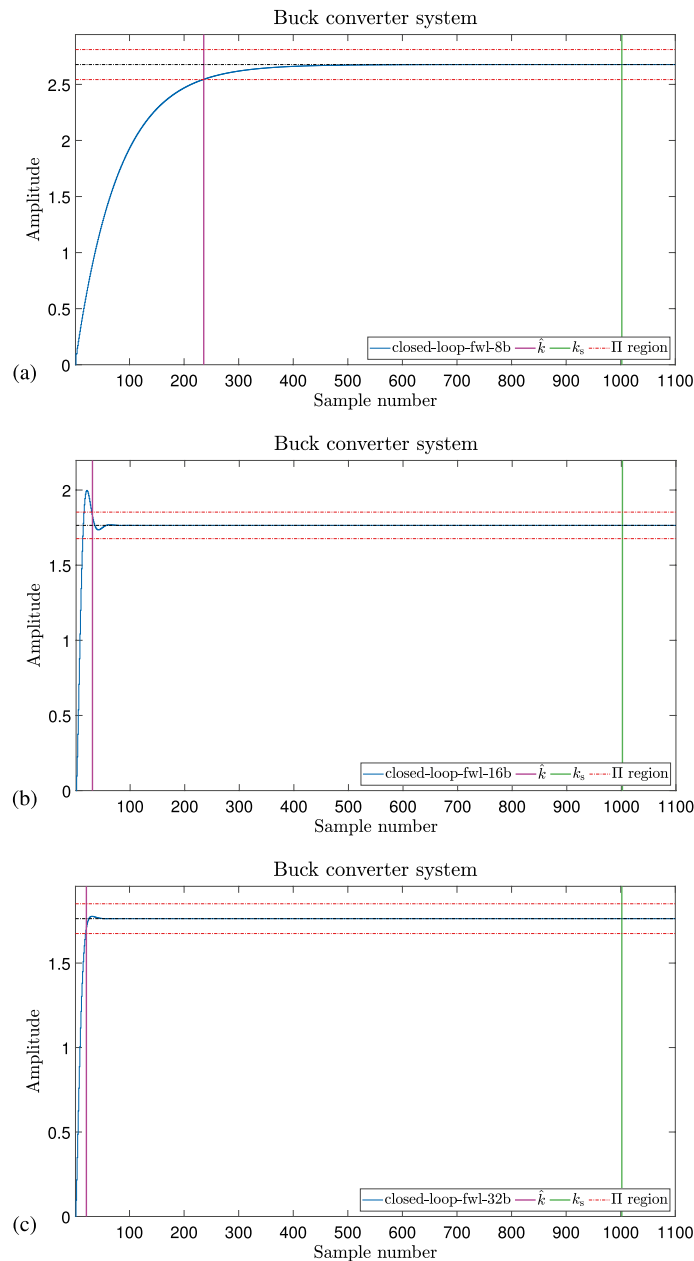 Buck converter system
2.5
2
1.5
1
0.5
0
Amplitude
closed-loop-fwl-8b k̂ kₛ Π region
100 200 300 400 500 600 700 800 900 1000 1100
Sample number
(a)
Buck converter system
2
1.5
1
0.5
0
Amplitude
closed-loop-fwl-16b k̂ kₛ Π region
100 200 300 400 500 600 700 800 900 1000 1100
Sample number
(b)
Buck converter system
1.5
1
0.5
0
Amplitude
closed-loop-fwl-32b k̂ kₛ Π region
100 200 300 400 500 600 700 800 900 1000 1100
Sample number
(c)